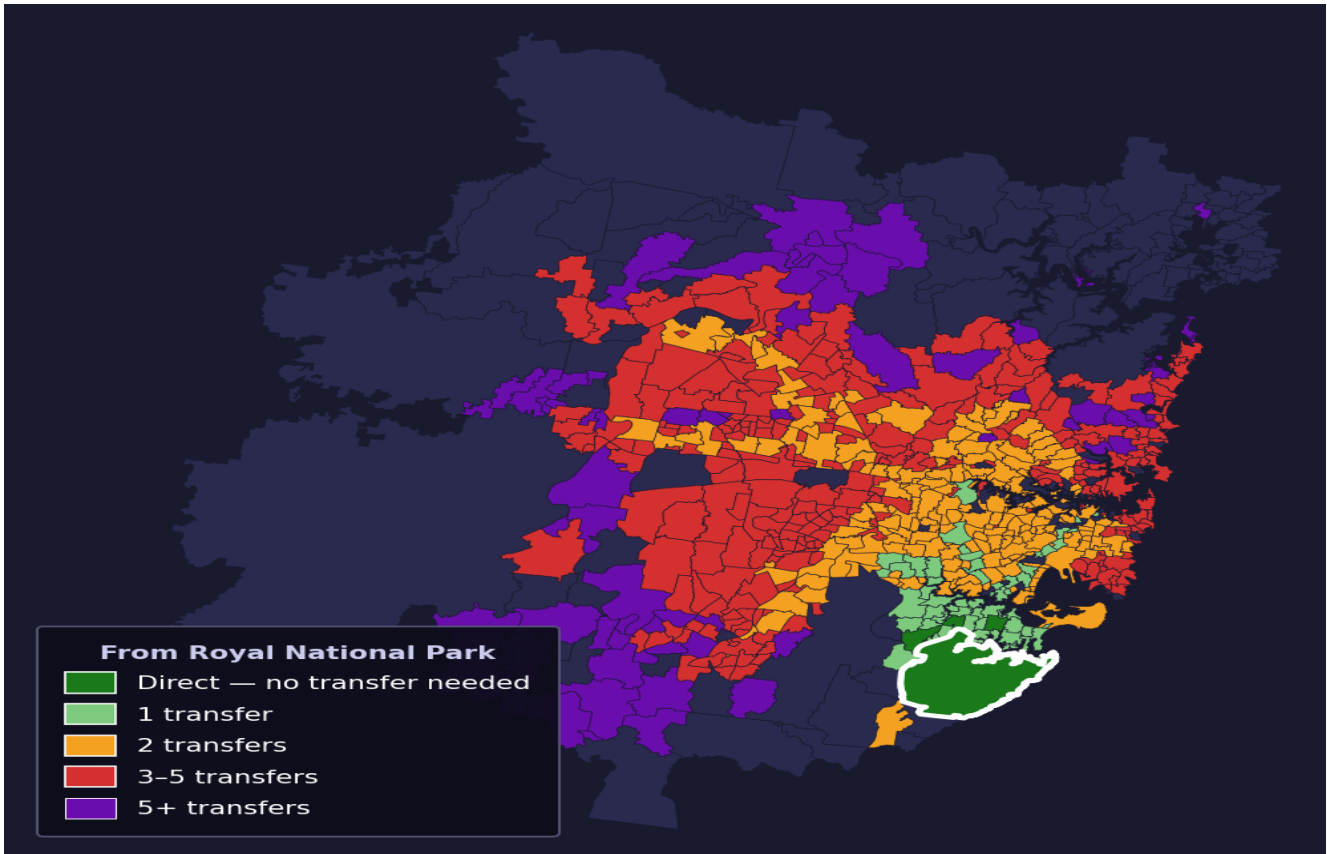 From Royal National Park
Direct — no transfer needed
1 transfer
2 transfers
3–5 transfers
5+ transfers